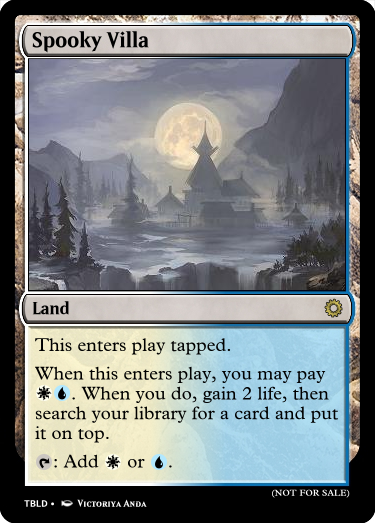 Spooky Villa
Land
This enters play tapped.
When this enters play, you may pay
. When you do, gain 2 life, then
search your library for a card and put
it on top.
: Add or .
(NOT FOR SALE)
TBLD • Victoriya Anda